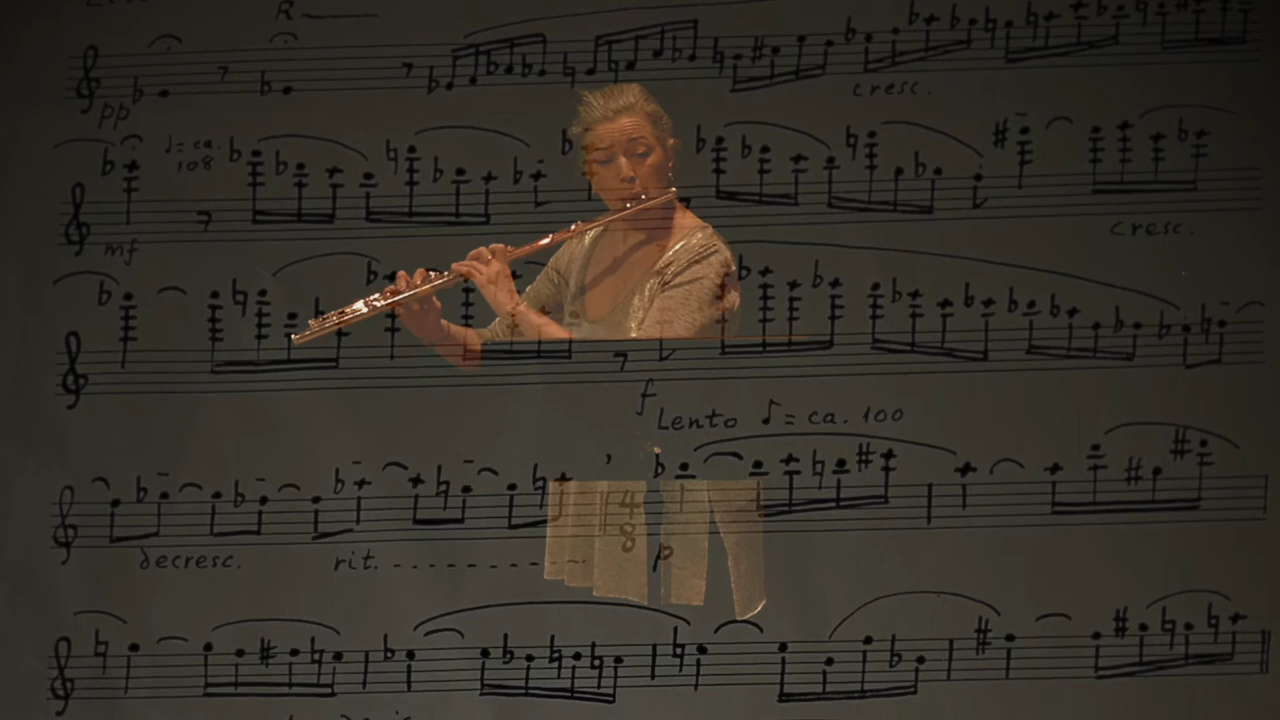 R
pp
cresc.
♩= ca.
108
mf
cresc.
f
Lento ♪= ca. 100
4
8
decresc.
rit.
p